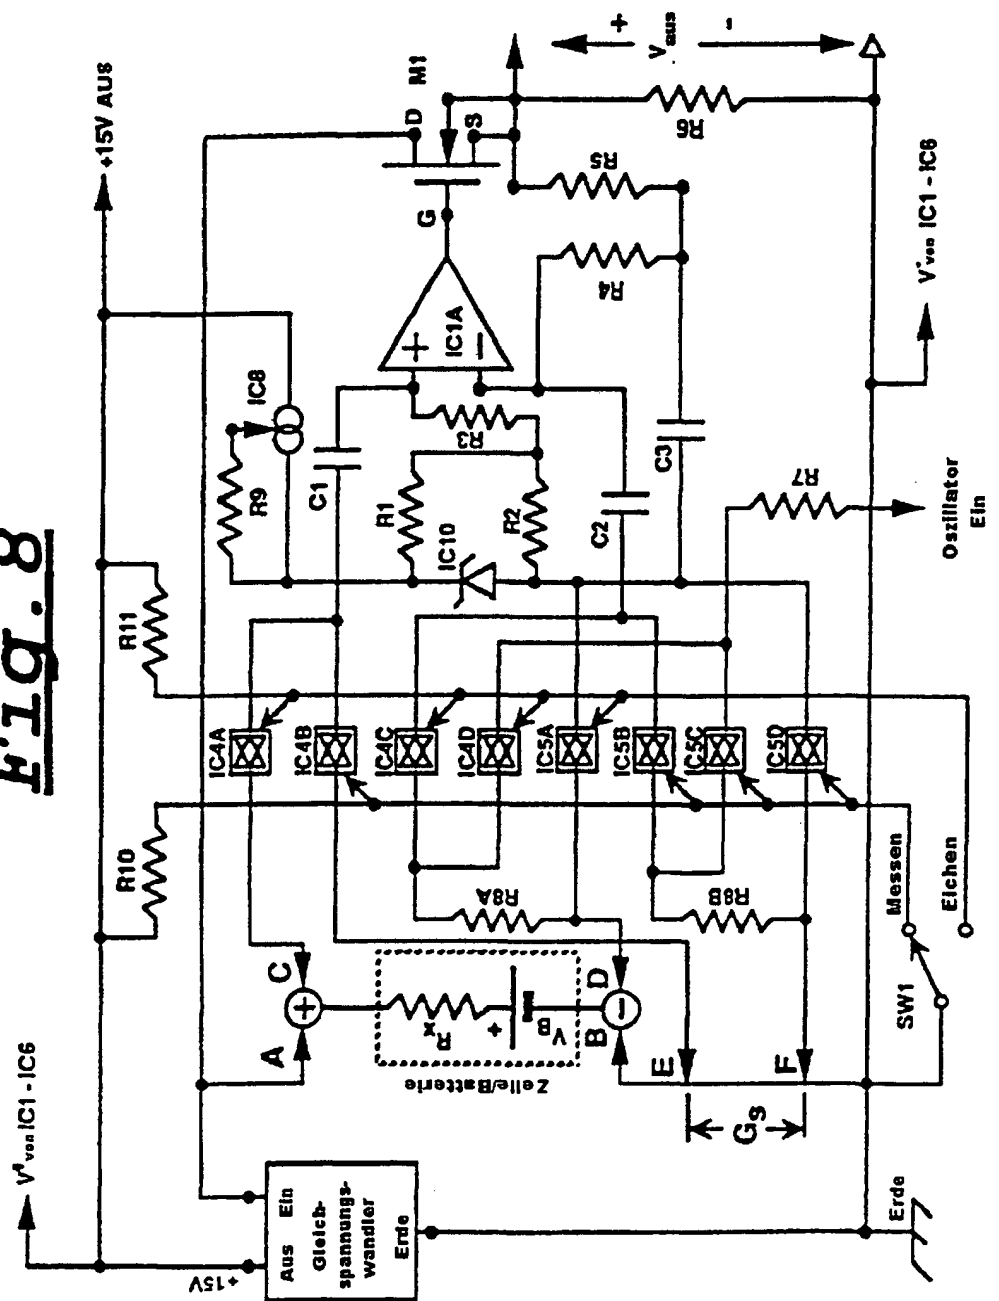 Fig. 8
V⁺ von IC1 - IC6
+15V AUS
+15V
Aus Ein
Gleich-
spannungs-
wandler
Erde
R10
R11
R9
IC8
A
C
Zelle/Batterie
Rx
+
VB
B
D
E
F
GS
IC4A
IC4B
IC4C
IC4D
IC5A
IC5B
IC5C
IC5D
R8A
R8B
C1
R1
R2
R3
IC10
C2
C3
IC1A
+
−
G
D
S
M1
R4
R5
R6
R7
+
Vaus
-
Oszillator
Ein
V⁻ von IC1 - IC6
Messen
Eichen
SW1
Erde